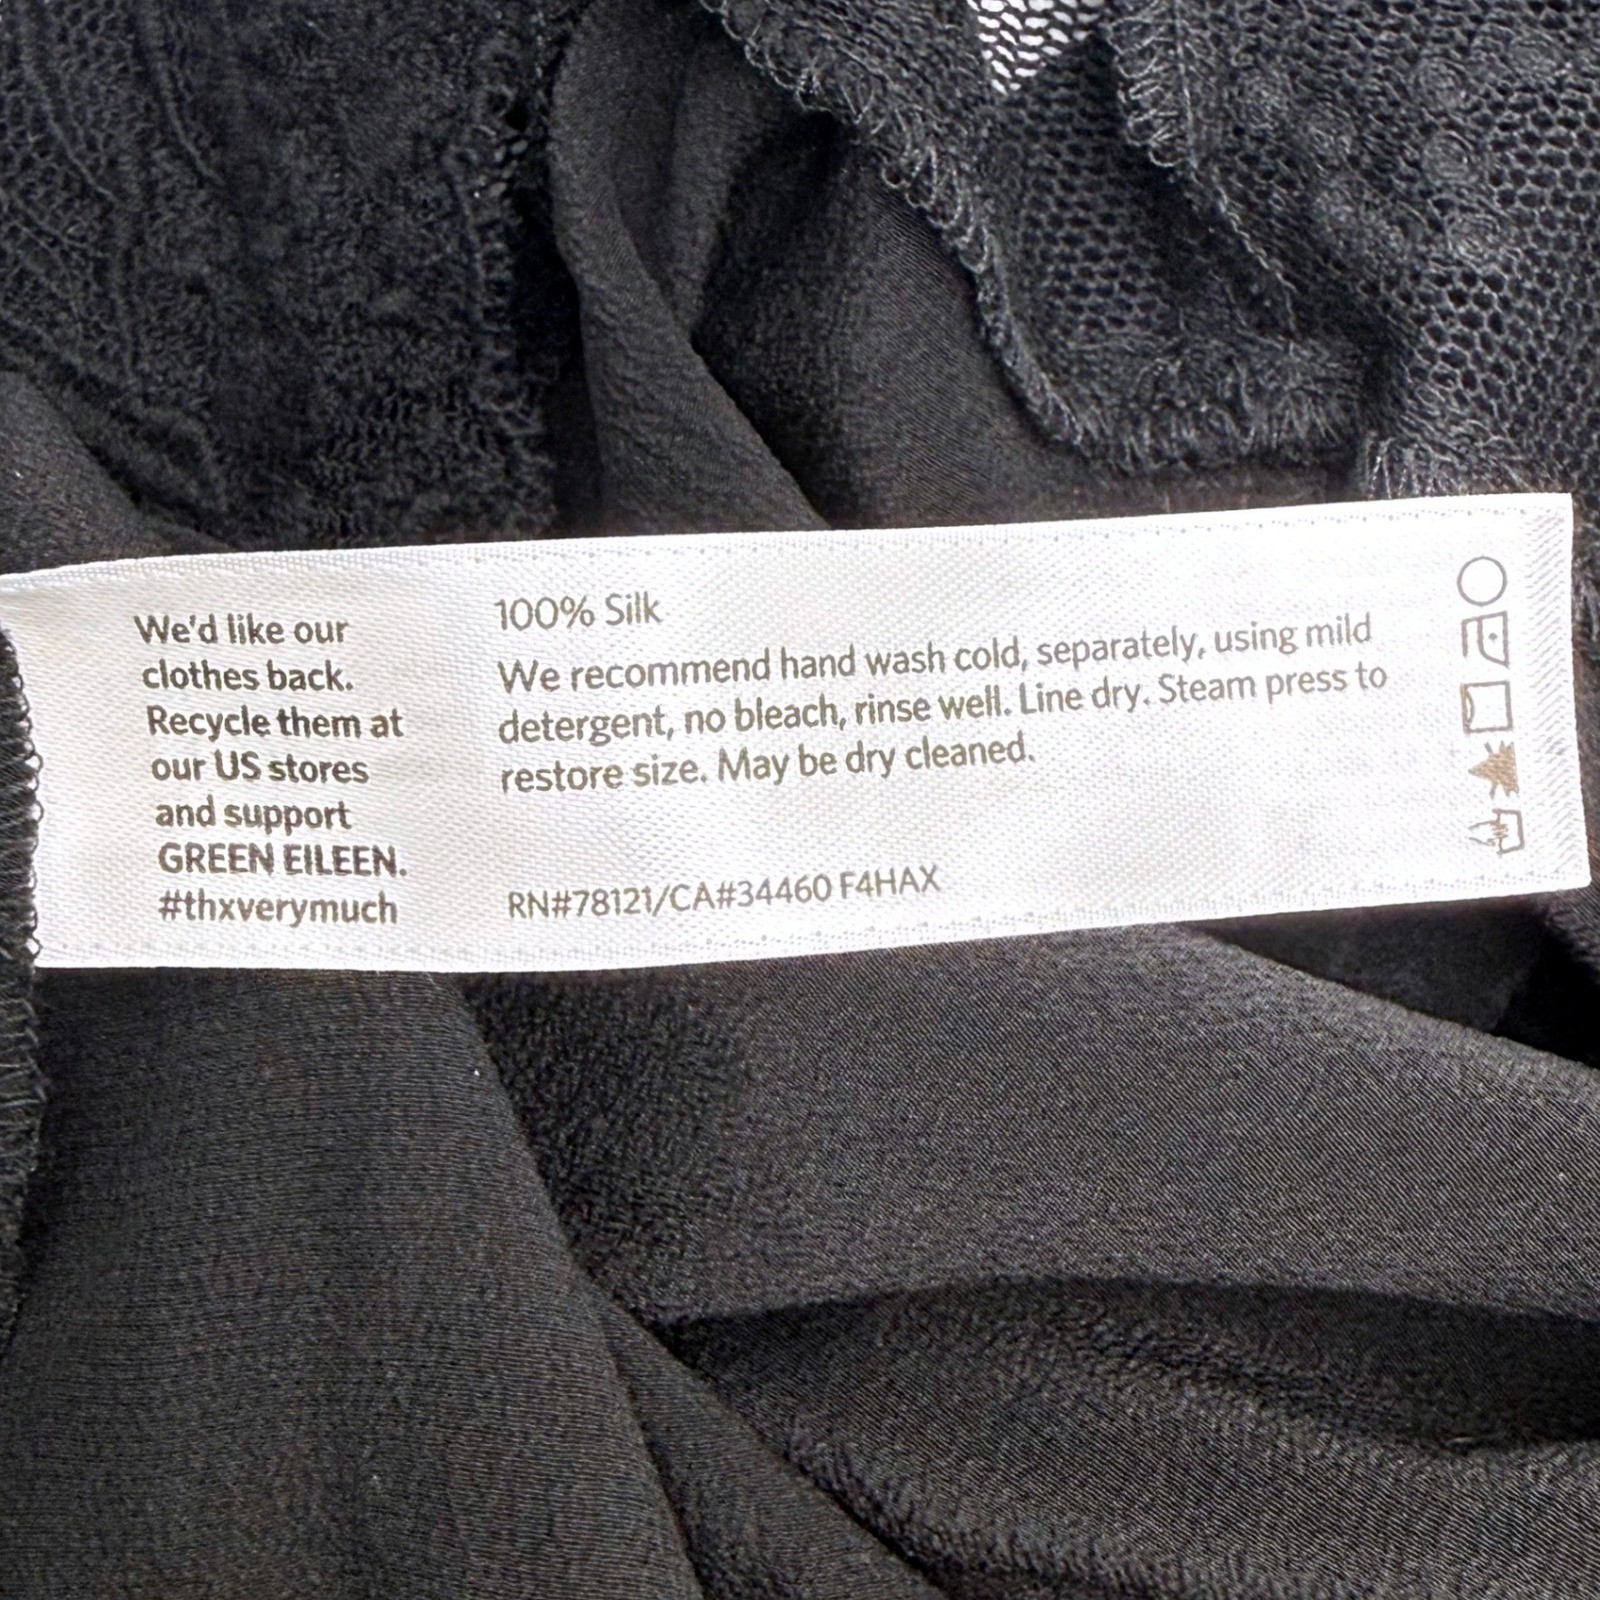 We'd like our
clothes back.
Recycle them at
our US stores
and support
GREEN EILEEN.
#thxverymuch
100% Silk
We recommend hand wash cold, separately, using mild
detergent, no bleach, rinse well. Line dry. Steam press to
restore size. May be dry cleaned.
RN#78121/CA#34460 F4HAX